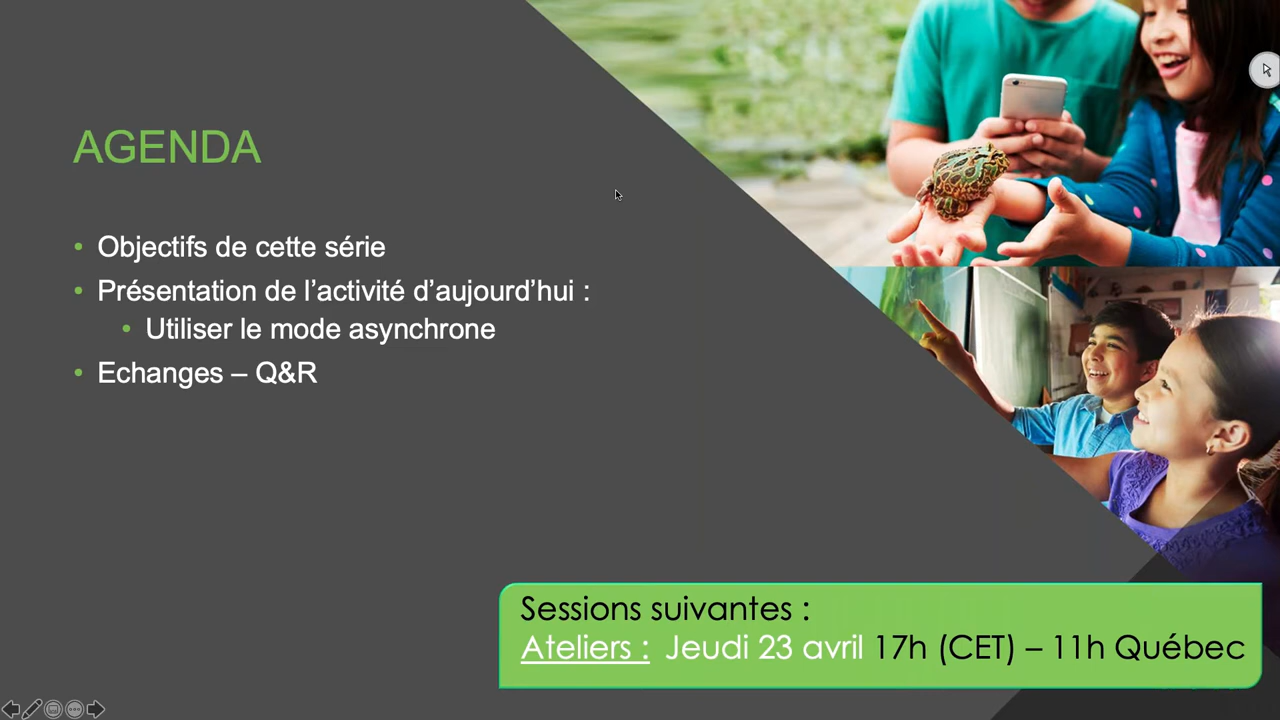 AGENDA
• Objectifs de cette série
• Présentation de l’activité d’aujourd’hui :
• Utiliser le mode asynchrone
• Echanges – Q&R
Sessions suivantes :
Ateliers : Jeudi 23 avril 17h (CET) – 11h Québec